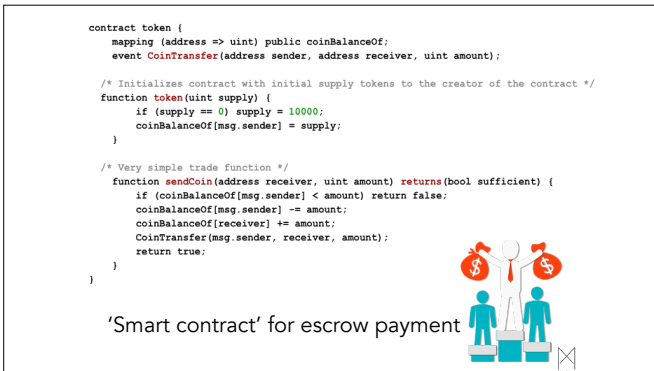 contract token {
mapping (address => uint) public coinBalanceOf;
event CoinTransfer(address sender, address receiver, uint amount);
/* Initializes contract with initial supply tokens to the creator of the contract */
function token(uint supply) {
if (supply == 0) supply = 10000;
coinBalanceOf[msg.sender] = supply;
}
/* Very simple trade function */
function sendCoin(address receiver, uint amount) returns(bool sufficient) {
if (coinBalanceOf[msg.sender] < amount) return false;
coinBalanceOf[msg.sender] -= amount;
coinBalanceOf[receiver] += amount;
CoinTransfer(msg.sender, receiver, amount);
return true;
}
}
$ $
'Smart contract' for escrow payment